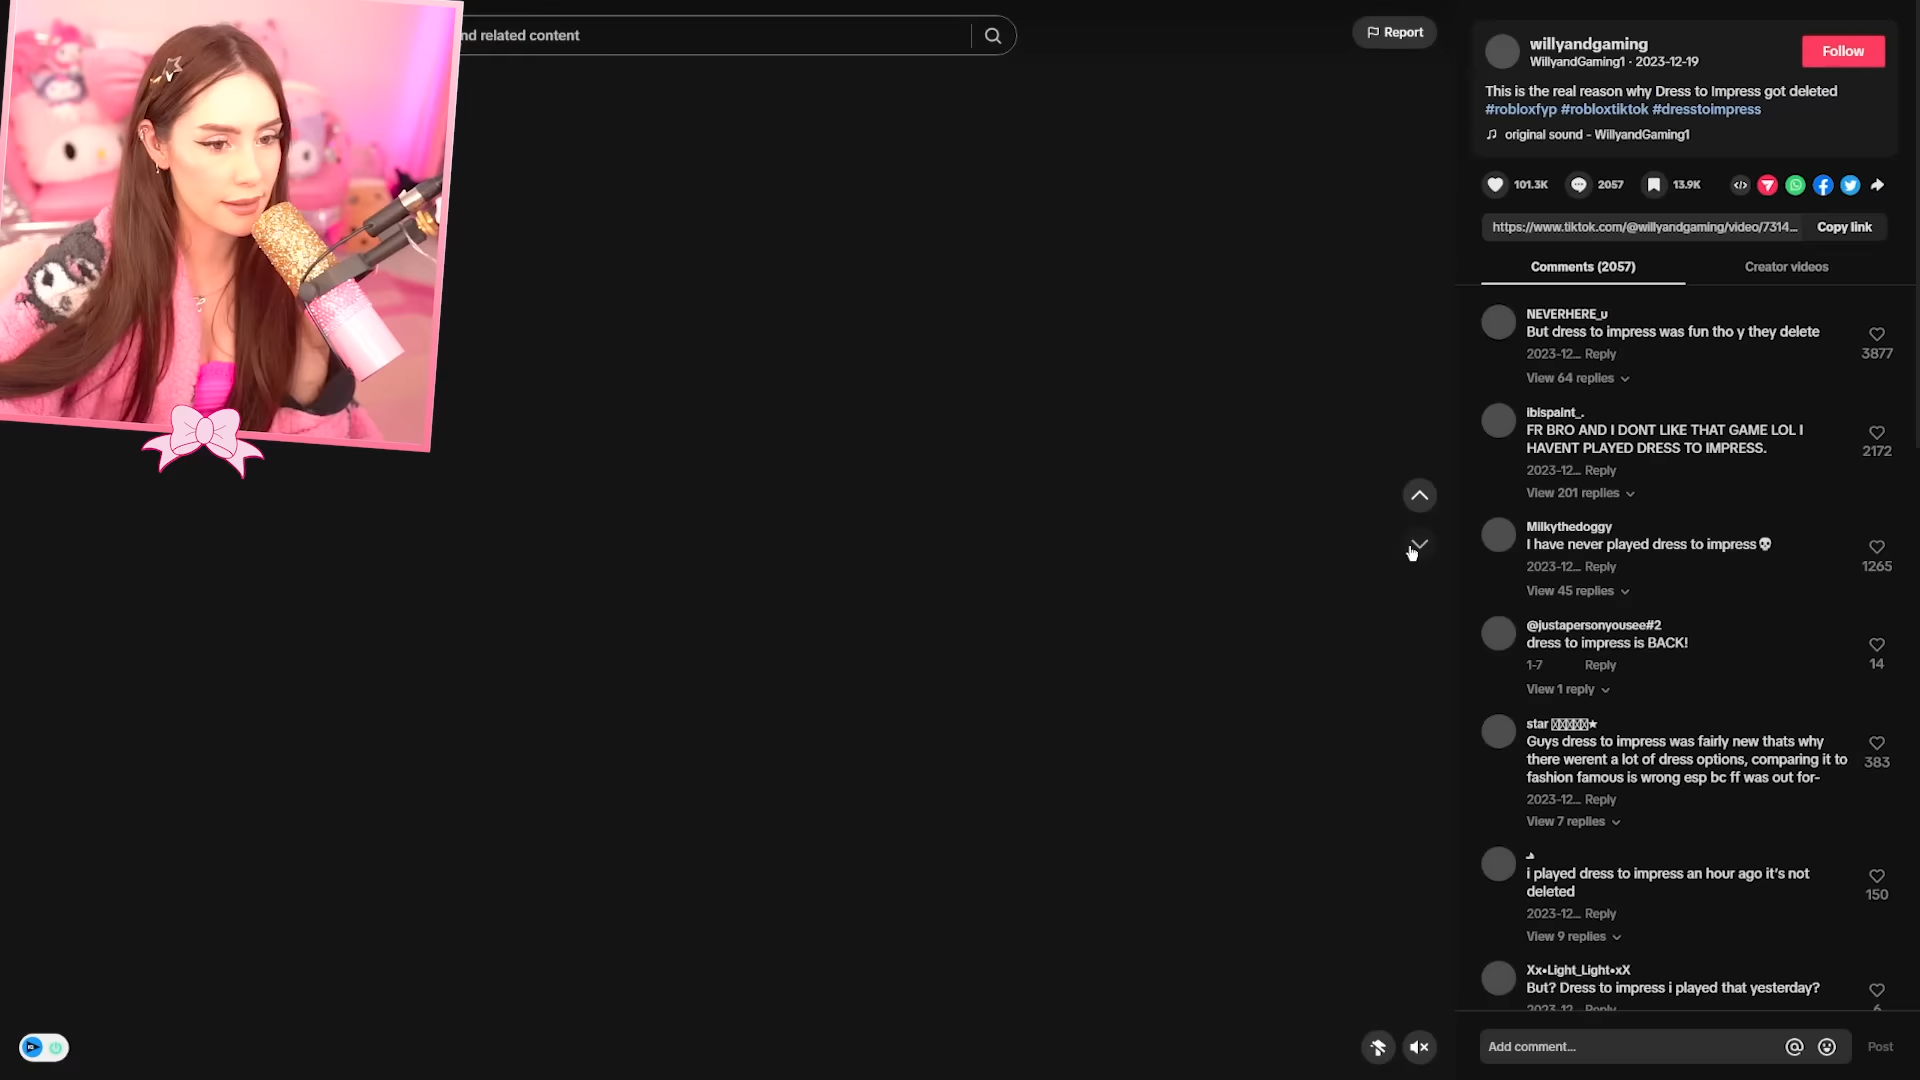 nd related content
Report
willyandgaming
WillyandGaming1 · 2023-12-19
Follow
This is the real reason why Dress to Impress got deleted
#robloxfyp #robloxtiktok #dresstoimpress
original sound - WillyandGaming1
101.3K
2057
13.9K
https://www.tiktok.com/@willyandgaming/video/7314...
Copy link
Comments (2057)
Creator videos
NEVERHERE_u
But dress to impress was fun tho y they delete
3877
2023-12... Reply
View 64 replies
ibispaint_.
FR BRO AND I DONT LIKE THAT GAME LOL I
HAVENT PLAYED DRESS TO IMPRESS.
2172
2023-12... Reply
View 201 replies
Milkythedoggy
I have never played dress to impress💀
1265
2023-12... Reply
View 45 replies
@justapersonyousee#2
dress to impress is BACK!
14
1-7 Reply
View 1 reply
star ★
Guys dress to impress was fairly new thats why
there werent a lot of dress options, comparing it to
fashion famous is wrong esp bc ff was out for-
383
2023-12... Reply
View 7 replies
i played dress to impress an hour ago it's not
deleted
150
2023-12... Reply
View 9 replies
Xx•Light_Light•xX
But? Dress to impress i played that yesterday?
6
2023-12... Reply
Add comment...
Post